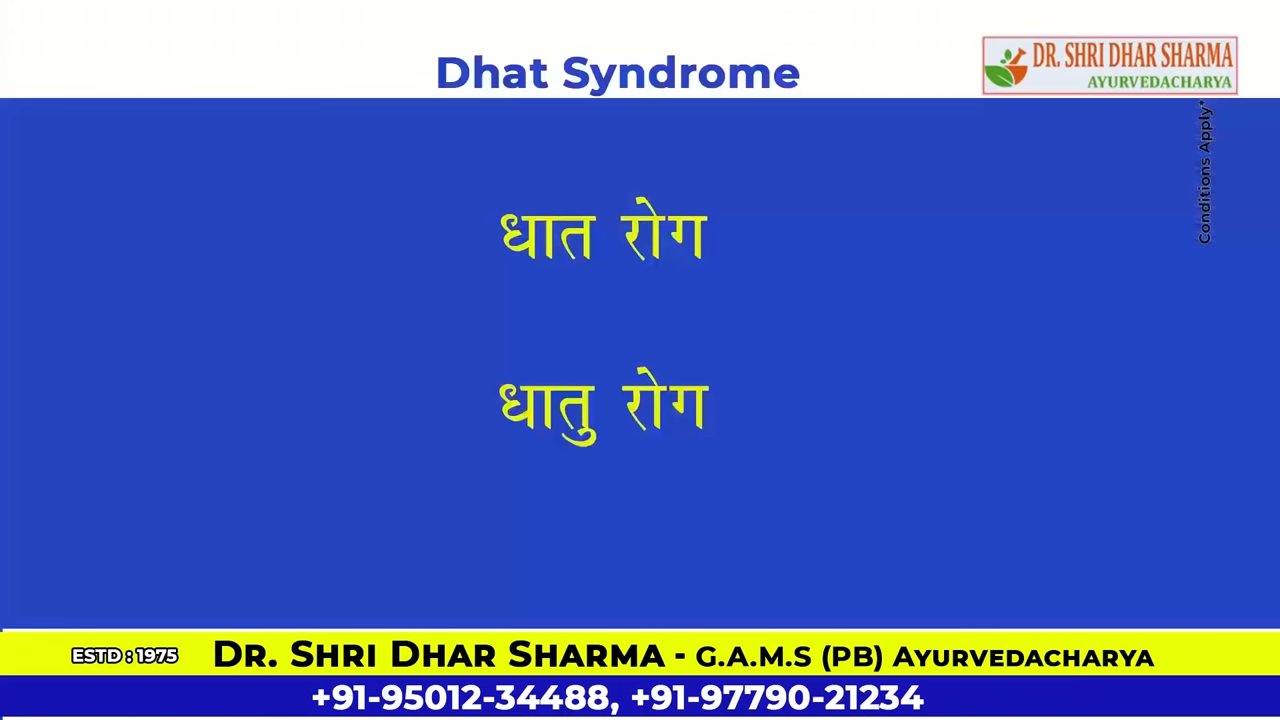 Dhat Syndrome
DR. SHRI DHAR SHARMA
AYURVEDACHARYA
Conditions Apply*
धात रोग
धातु रोग
ESTD : 1975
DR. SHRI DHAR SHARMA - G.A.M.S (PB) AYURVEDACHARYA
+91-95012-34488, +91-97790-21234